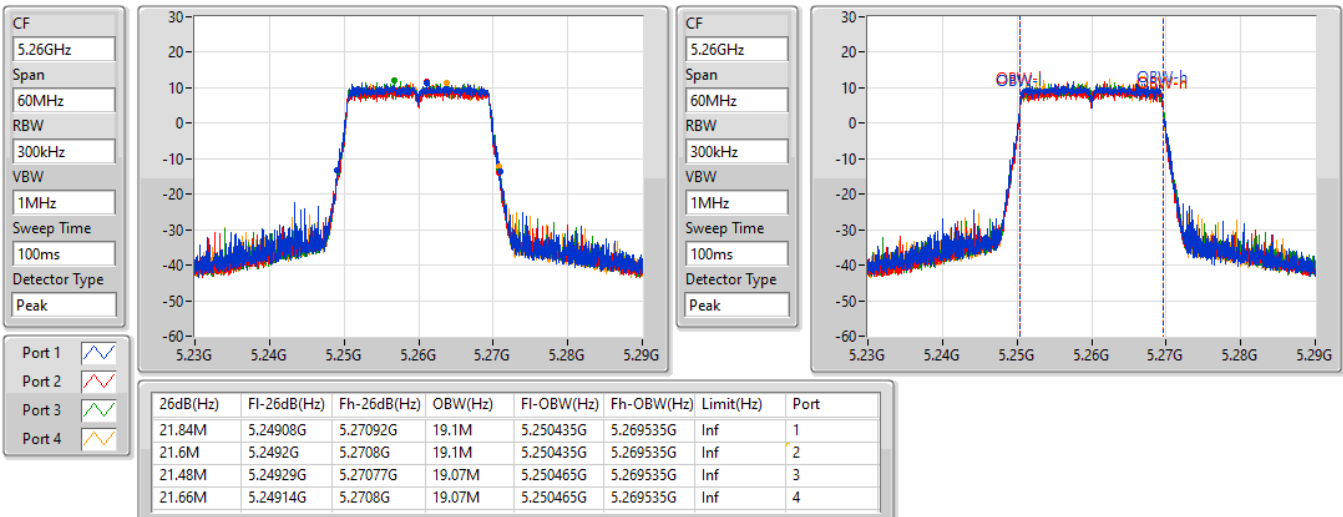 CF
5.26GHz
Span
60MHz
RBW
300kHz
VBW
1MHz
Sweep Time
100ms
Detector Type
Peak
30
20
10
0
-10
-20
-30
-40
-50
-60
5.23G 5.24G 5.25G 5.26G 5.27G 5.28G 5.29G
CF
5.26GHz
Span
60MHz
RBW
300kHz
VBW
1MHz
Sweep Time
100ms
Detector Type
Peak
30
20
10
0
-10
-20
-30
-40
-50
-60
OBW-l OBW-h
5.23G 5.24G 5.25G 5.26G 5.27G 5.28G 5.29G
Port 1
Port 2
Port 3
Port 4
26dB(Hz) Fl-26dB(Hz) Fh-26dB(Hz) OBW(Hz) Fl-OBW(Hz) Fh-OBW(Hz) Limit(Hz) Port
21.84M 5.24908G 5.27092G 19.1M 5.250435G 5.269535G Inf 1
21.6M 5.2492G 5.2708G 19.1M 5.250435G 5.269535G Inf 2
21.48M 5.24929G 5.27077G 19.07M 5.250465G 5.269535G Inf 3
21.66M 5.24914G 5.2708G 19.07M 5.250465G 5.269535G Inf 4